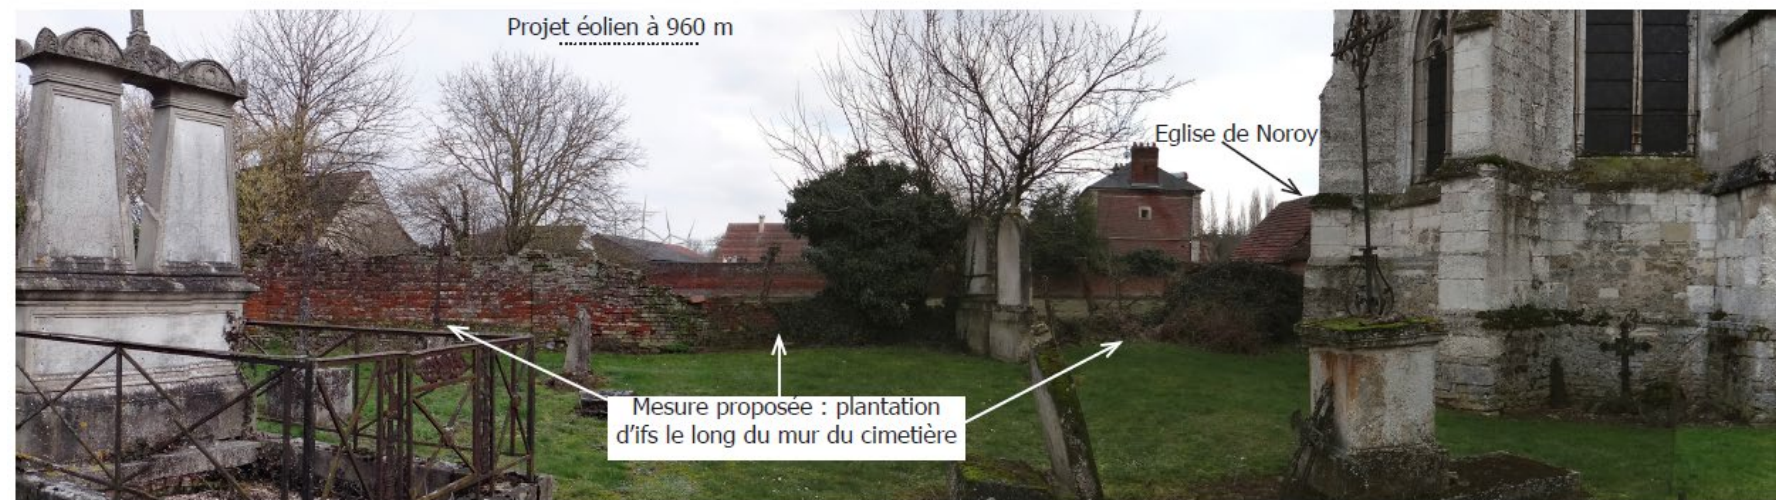 Projet éolien à 960 m
Eglise de Noroy
Mesure proposée : plantation
d'ifs le long du mur du cimetière